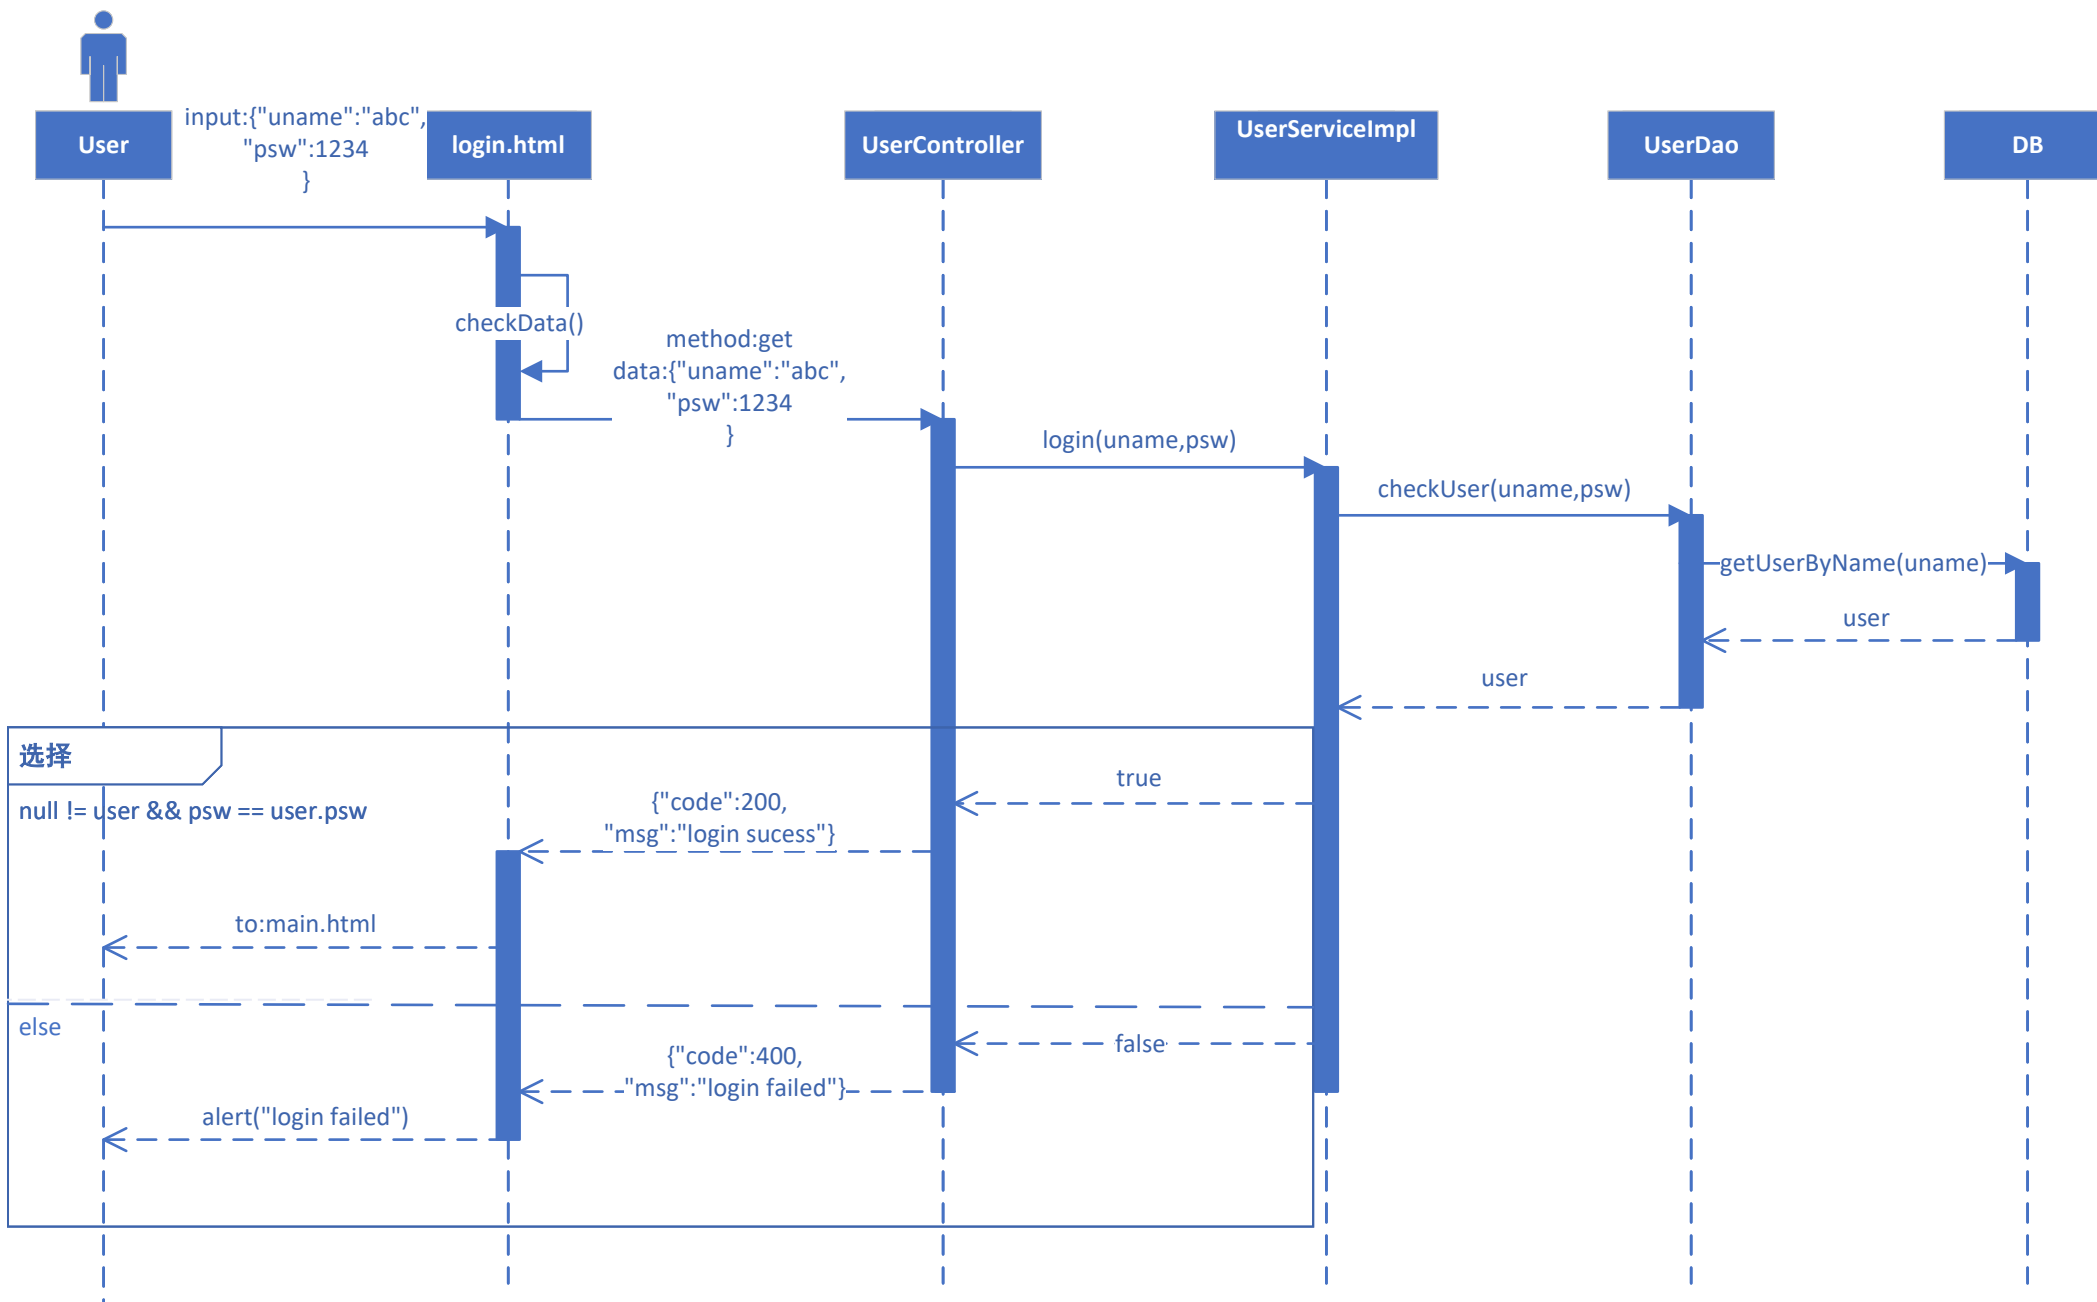 User
input:{"uname":"abc",
"psw":1234
}
login.html
UserController
UserServiceImpl
UserDao
DB
checkData()
method:get
data:{"uname":"abc",
"psw":1234
}
login(uname,psw)
checkUser(uname,psw)
getUserByName(uname)
user
user
选择
null != user && psw == user.psw
true
{"code":200,
"msg":"login sucess"}
to:main.html
else
false
{"code":400,
"msg":"login failed"}
alert("login failed")